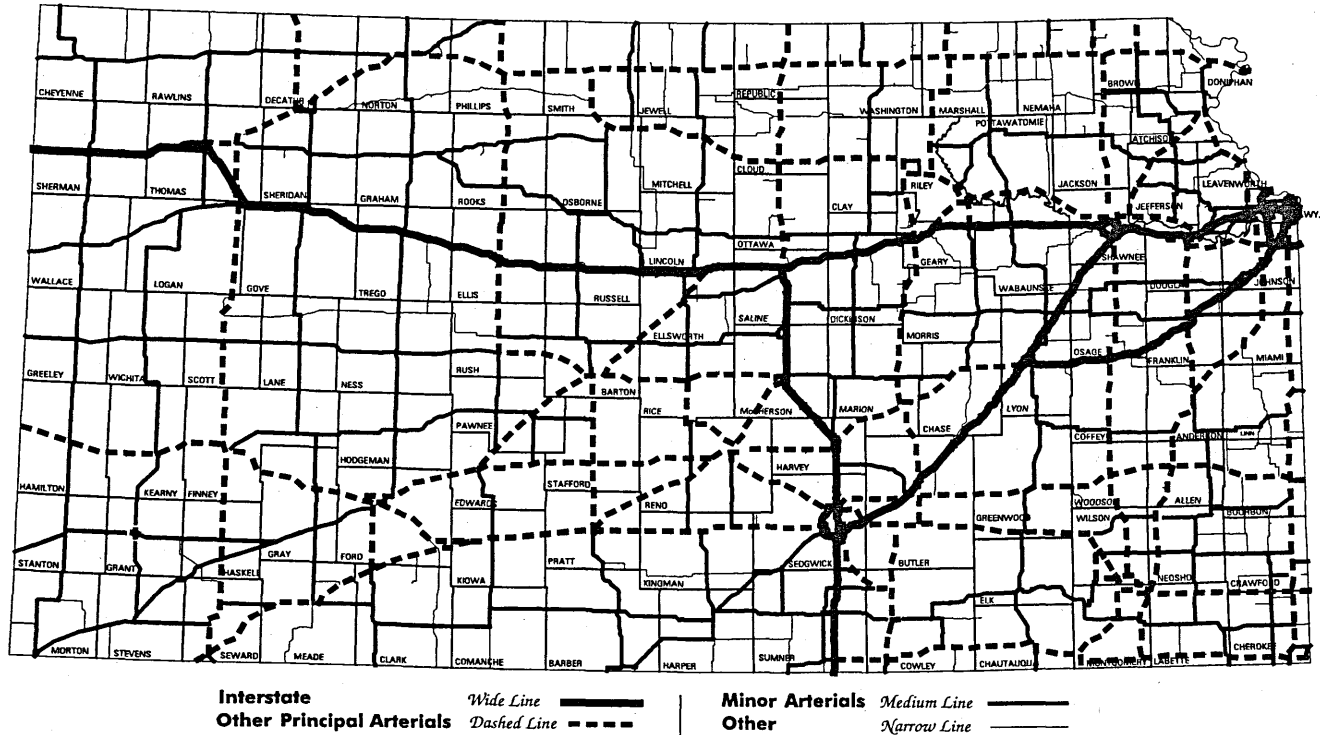 CHEYENNE RAWLINS DECATUR NORTON PHILLIPS SMITH JEWELL REPUBLIC WASHINGTON MARSHALL NEMAHA BROWN DONIPHAN
POTTAWATOMIE ATCHISON
SHERMAN THOMAS SHERIDAN GRAHAM ROOKS OSBORNE MITCHELL CLOUD CLAY RILEY JACKSON JEFFERSON LEAVENWORTH
WY.
OTTAWA
WALLACE LOGAN GOVE TREGO ELLIS RUSSELL LINCOLN SALINE DICKINSON GEARY WABAUNSEE SHAWNEE DOUGLAS JOHNSON
ELLSWORTH MORRIS
GREELEY WICHITA SCOTT LANE NESS RUSH BARTON RICE McPHERSON MARION CHASE LYON OSAGE FRANKLIN MIAMI
PAWNEE COFFEY ANDERSON LINN
HAMILTON KEARNY FINNEY HODGEMAN EDWARDS STAFFORD RENO HARVEY GREENWOOD WOODSON ALLEN
WILSON BOURBON
STANTON GRANT HASKELL GRAY FORD KIOWA PRATT KINGMAN SEDGWICK BUTLER ELK NEOSHO CRAWFORD
MORTON STEVENS SEWARD MEADE CLARK COMANCHE BARBER HARPER SUMNER COWLEY CHAUTAUQUA MONTGOMERY LABETTE CHEROKEE
Interstate Wide Line
Other Principal Arterials Dashed Line
Minor Arterials Medium Line
Other Narrow Line